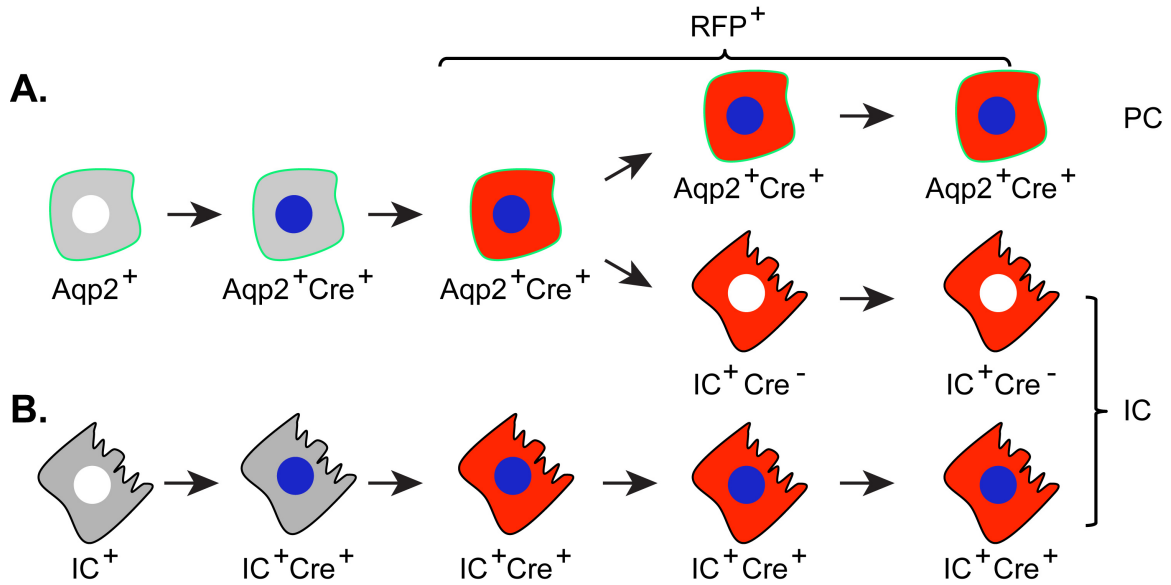 RFP+
A.
PC
Aqp2+Cre+
Aqp2+Cre+
Aqp2+
Aqp2+Cre+
Aqp2+Cre+
IC+Cre-
IC+Cre-
B.
IC
IC+
IC+Cre+
IC+Cre+
IC+Cre+
IC+Cre+